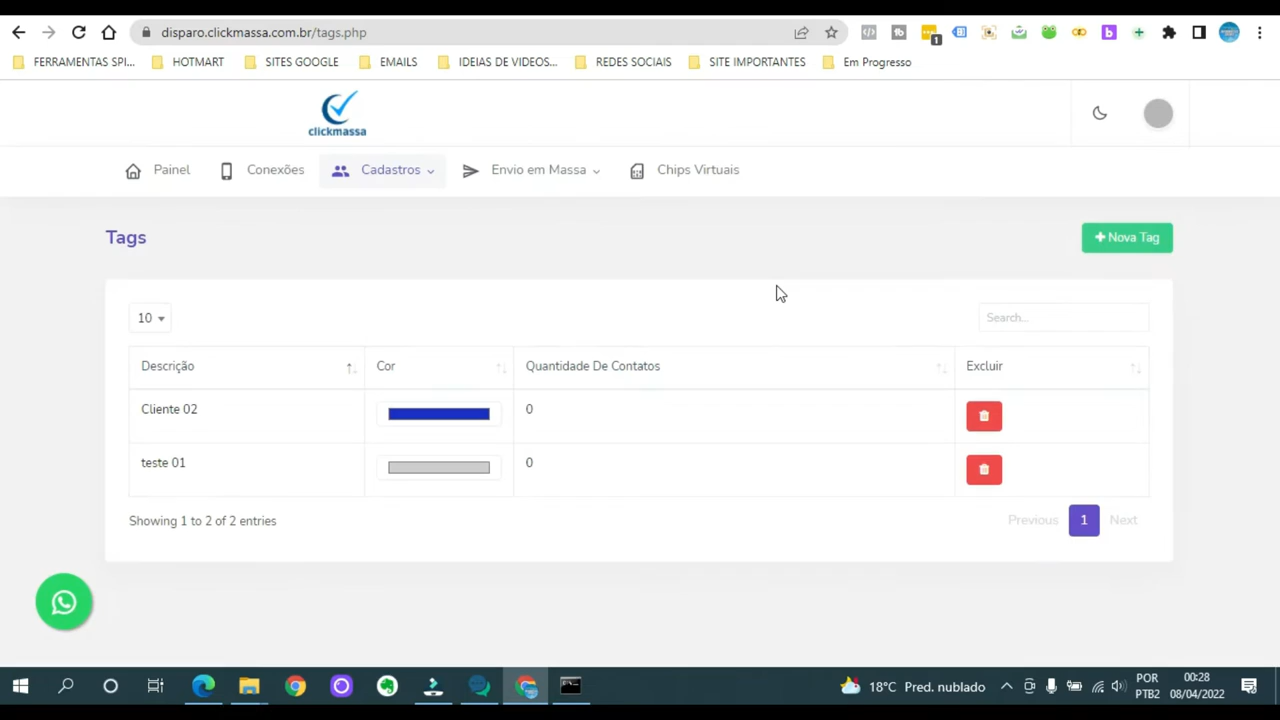 disparo.clickmassa.com.br/tags.php
1
FERRAMENTAS SPI... HOTMART SITES GOOGLE EMAILS IDEIAS DE VIDEOS... REDES SOCIAIS SITE IMPORTANTES Em Progresso
clickmassa
Painel Conexões Cadastros Envio em Massa Chips Virtuais
Tags
+ Nova Tag
10
Search...
Descrição Cor Quantidade De Contatos Excluir
Cliente 02 0
teste 01 0
Showing 1 to 2 of 2 entries
Previous 1 Next
18°C Pred. nublado
POR 00:28
PTB2 08/04/2022